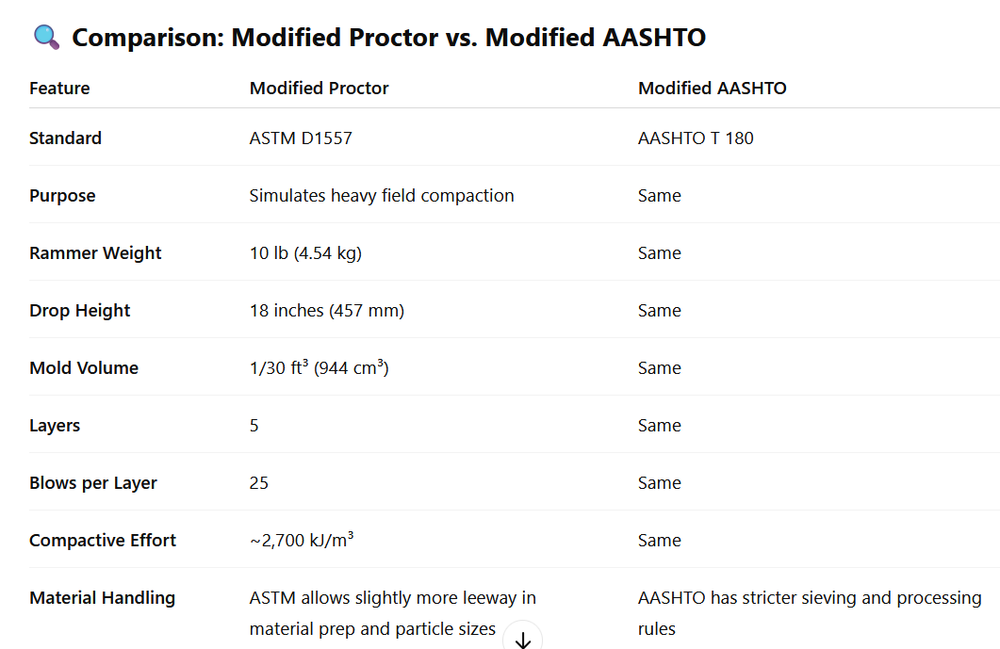 Comparison: Modified Proctor vs. Modified AASHTO
Feature Modified Proctor Modified AASHTO
Standard ASTM D1557 AASHTO T 180
Purpose Simulates heavy field compaction Same
Rammer Weight 10 lb (4.54 kg) Same
Drop Height 18 inches (457 mm) Same
Mold Volume 1/30 ft³ (944 cm³) Same
Layers 5 Same
Blows per Layer 25 Same
Compactive Effort ~2,700 kJ/m³ Same
Material Handling ASTM allows slightly more leeway in AASHTO has stricter sieving and processing
material prep and particle sizes rules